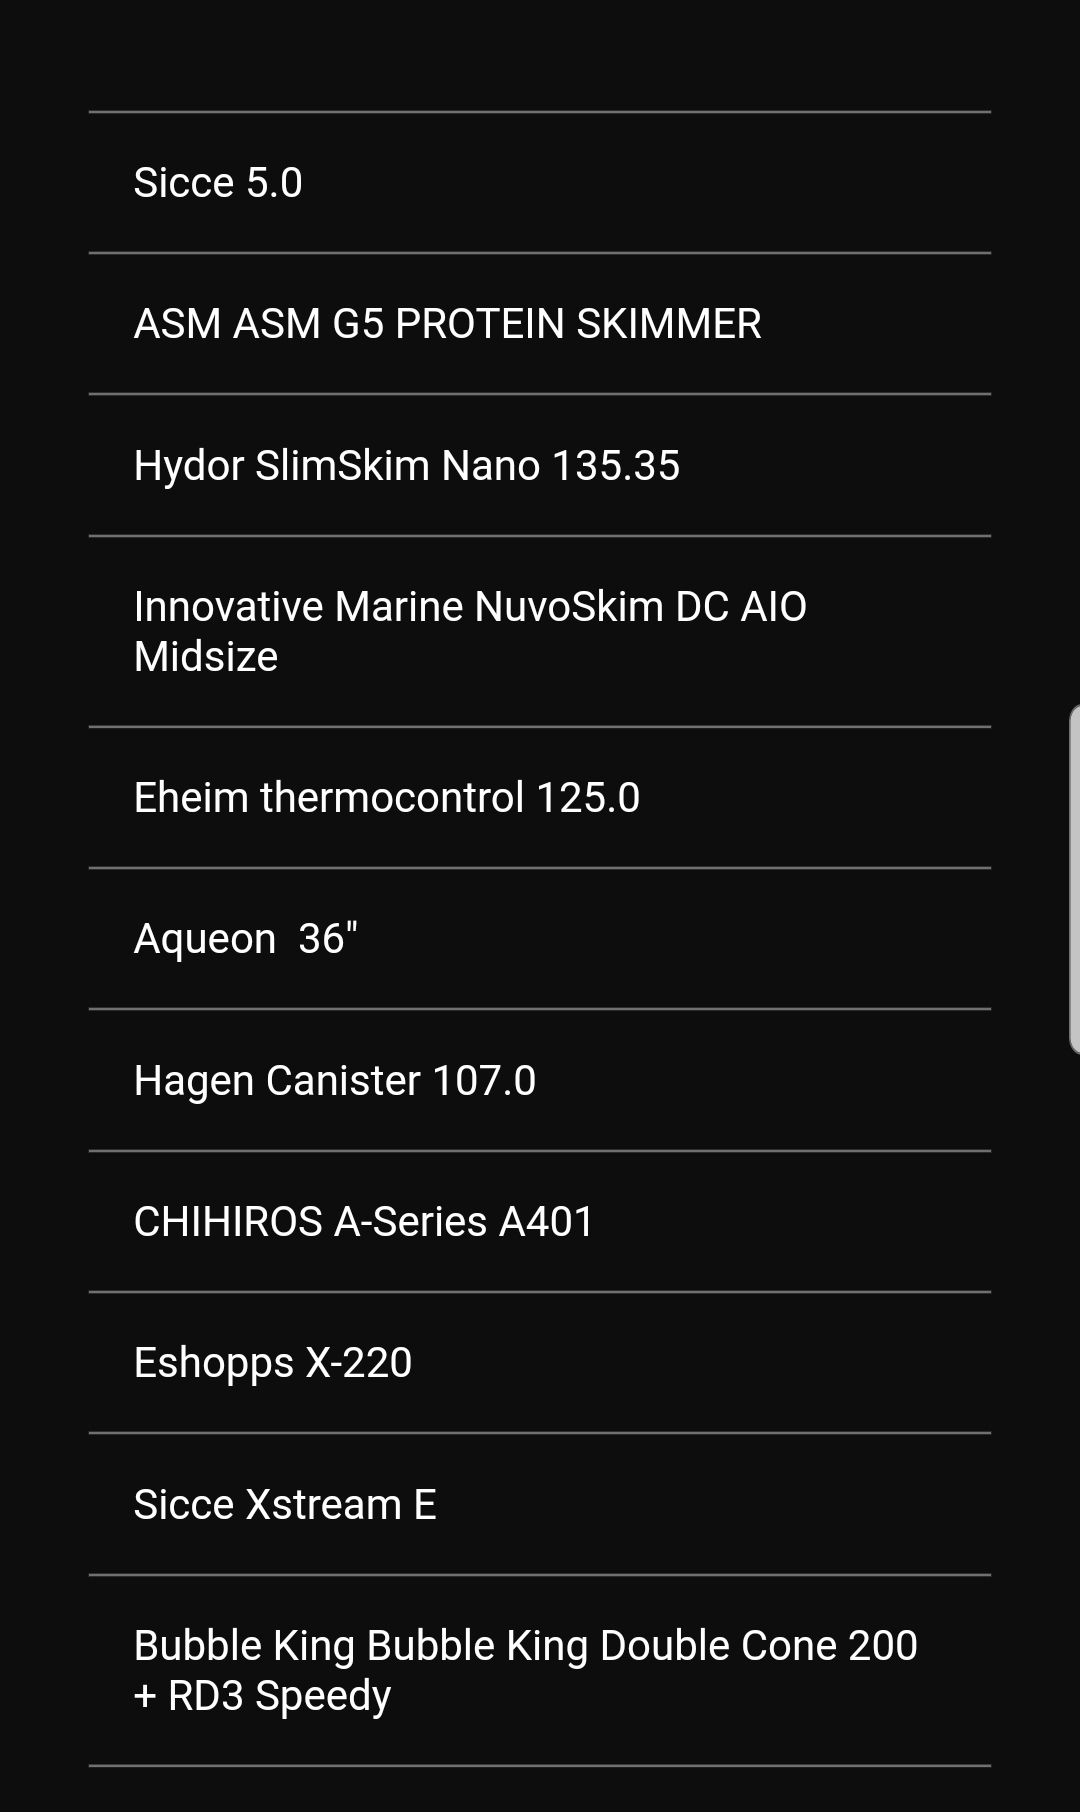 Sicce 5.0
ASM ASM G5 PROTEIN SKIMMER
Hydor SlimSkim Nano 135.35
Innovative Marine NuvoSkim DC AIO
Midsize
Eheim thermocontrol 125.0
Aqueon  36"
Hagen Canister 107.0
CHIHIROS A-Series A401
Eshopps X-220
Sicce Xstream E
Bubble King Bubble King Double Cone 200
+ RD3 Speedy